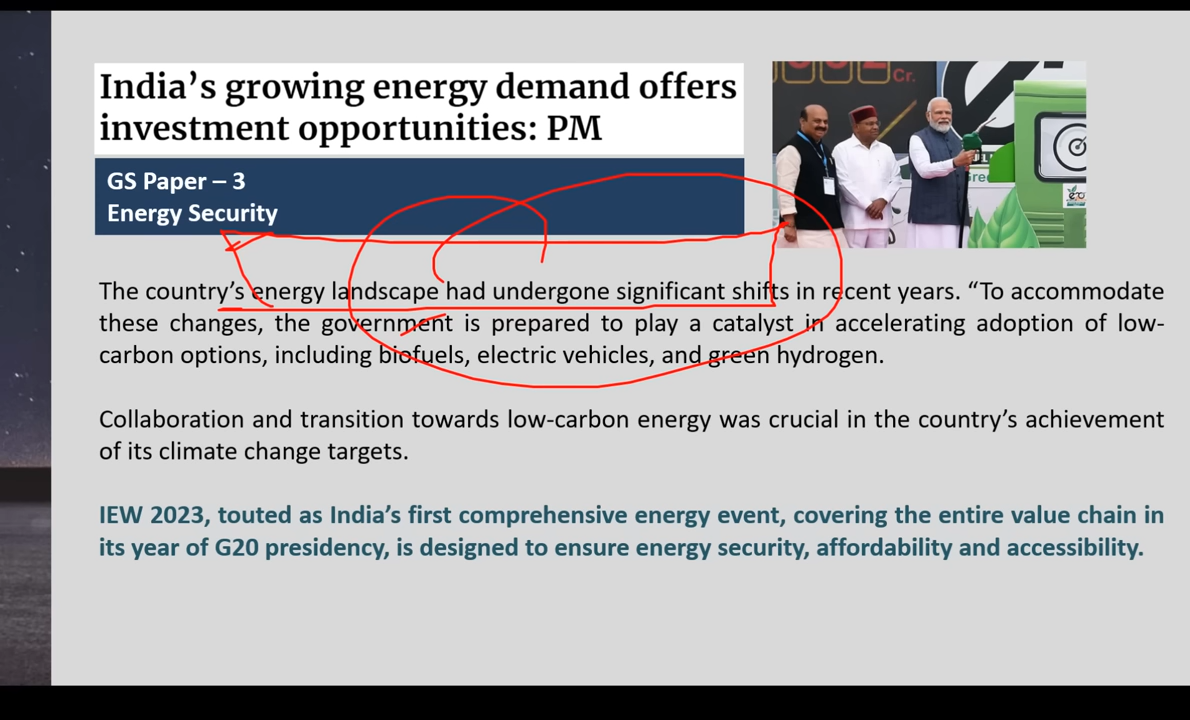 India’s growing energy demand offers
investment opportunities: PM
Cr.
GS Paper – 3
Energy Security
The country’s energy landscape had undergone significant shifts in recent years. “To accommodate
these changes, the government is prepared to play a catalyst in accelerating adoption of low-
carbon options, including biofuels, electric vehicles, and green hydrogen.
Collaboration and transition towards low-carbon energy was crucial in the country’s achievement
of its climate change targets.
IEW 2023, touted as India’s first comprehensive energy event, covering the entire value chain in
its year of G20 presidency, is designed to ensure energy security, affordability and accessibility.